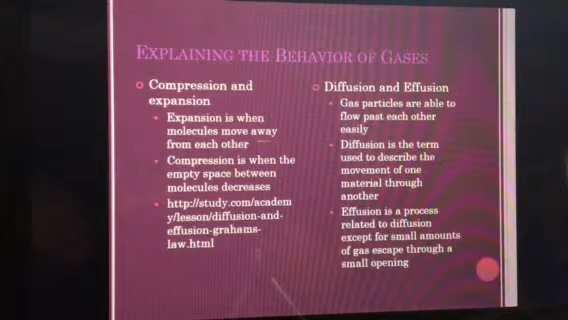 EXPLAINING THE BEHAVIOR OF GASES
Compression and
expansion
Expansion is when
molecules move away
from each other
Compression is when the
empty space between
molecules decreases
http://study.com/academ
y/lesson/diffusion-and-
effusion-grahams-
law.html
Diffusion and Effusion
Gas particles are able to
flow past each other
easily
Diffusion is the term
used to describe the
movement of one
material through
another
Effusion is a process
related to diffusion
except for small amounts
of gas escape through a
small opening